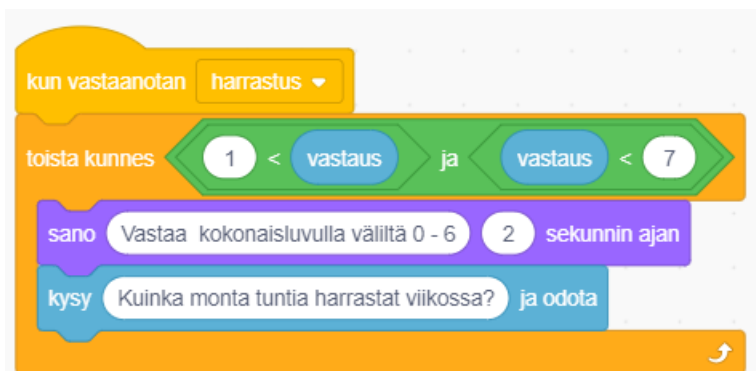 kun vastaanotan harrastus
toista kunnes 1 < vastaus ja vastaus < 7
sano Vastaa kokonaisluvulla väliltä 0 - 6 2 sekunnin ajan
kysy Kuinka monta tuntia harrastat viikossa? ja odota